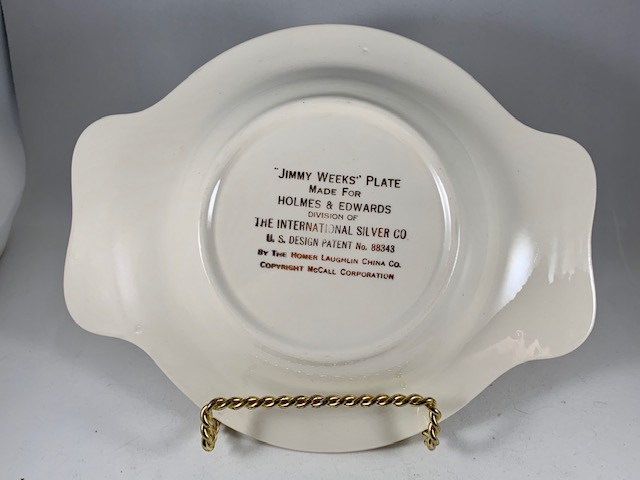 "JIMMY WEEKS" PLATE
MADE FOR
HOLMES & EDWARDS
DIVISION OF
THE INTERNATIONAL SILVER CO.
U. S. DESIGN PATENT NO. 88343
BY THE HOMER LAUGHLIN CHINA CO.
COPYRIGHT MCCALL CORPORATION